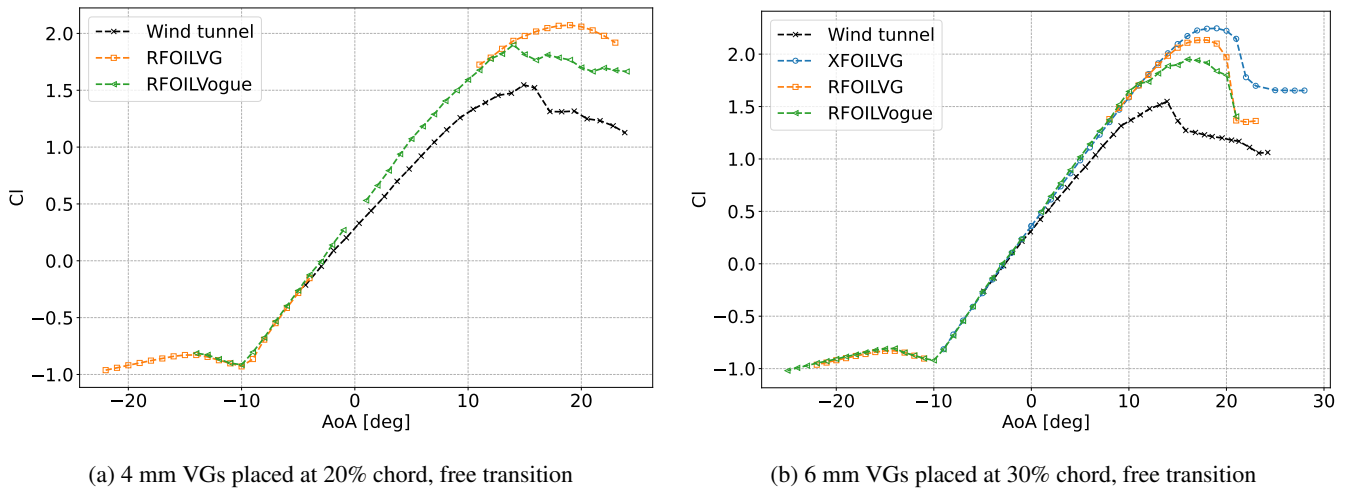 Wind tunnel
RFOILVG
RFOILVogue
2.0
1.5
1.0
0.5
0.0
−0.5
−1.0
Cl
−20
−10
0
10
20
AoA [deg]
(a) 4 mm VGs placed at 20% chord, free transition
Wind tunnel
XFOILVG
RFOILVG
RFOILVogue
2.0
1.5
1.0
0.5
0.0
−0.5
−1.0
Cl
−20
−10
0
10
20
30
AoA [deg]
(b) 6 mm VGs placed at 30% chord, free transition